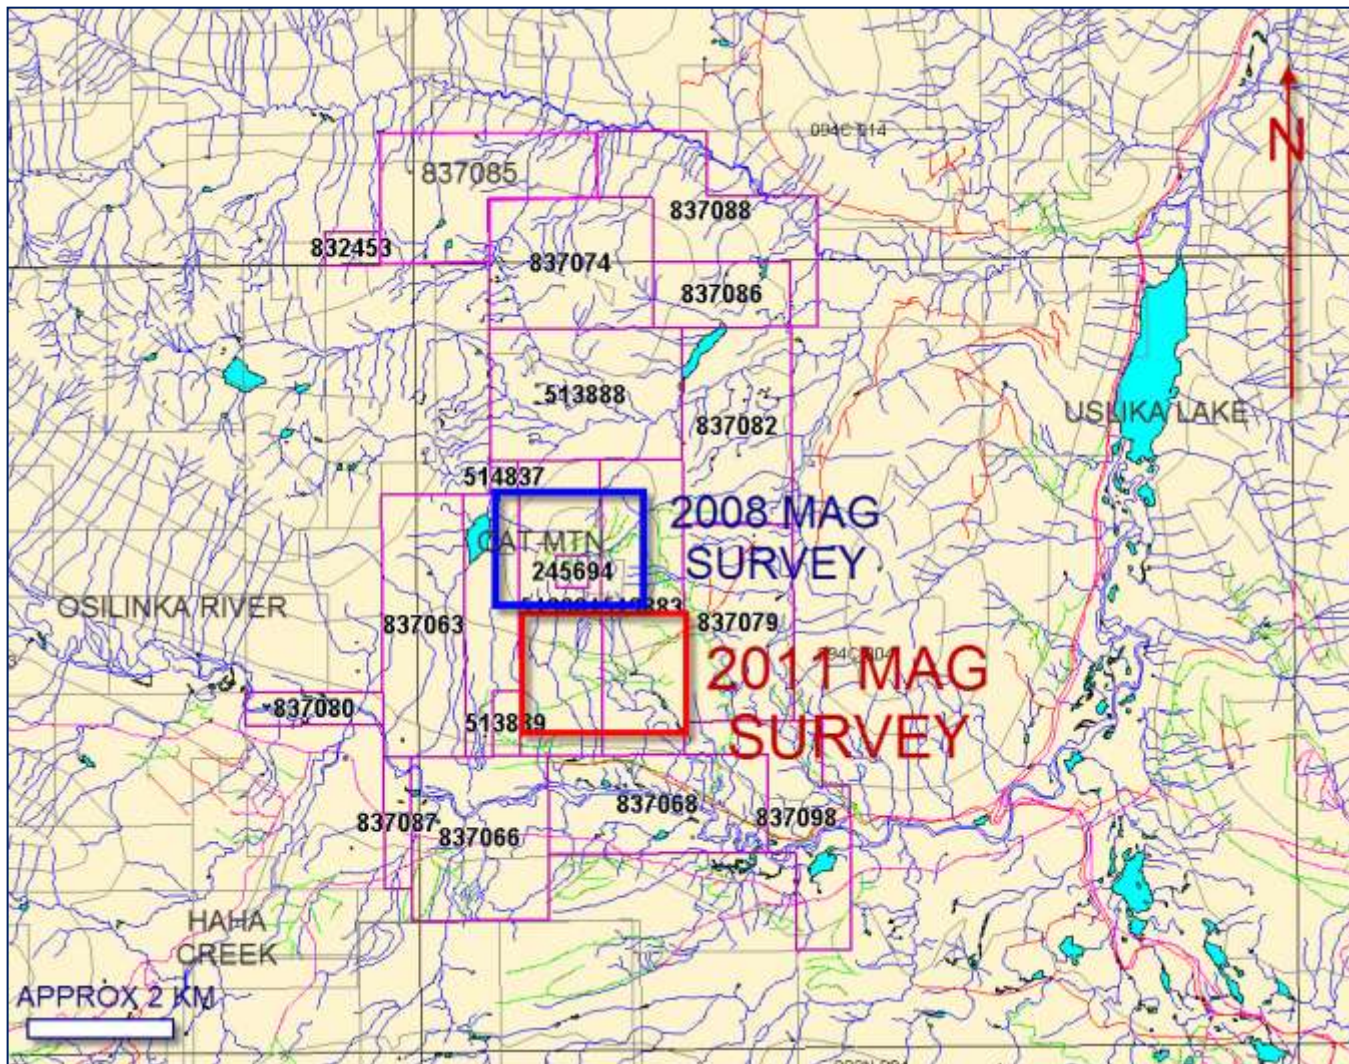 094C 014
N
837085
837088
832453
837074
837086
513888
USLIKA LAKE
837082
514837
2008 MAG
SURVEY
CAT MTN
245694
OSILINKA RIVER
837063
837079
2011 MAG
SURVEY
837080
513889
837068
837098
837087
837066
HAHA
CREEK
APPROX 2 KM